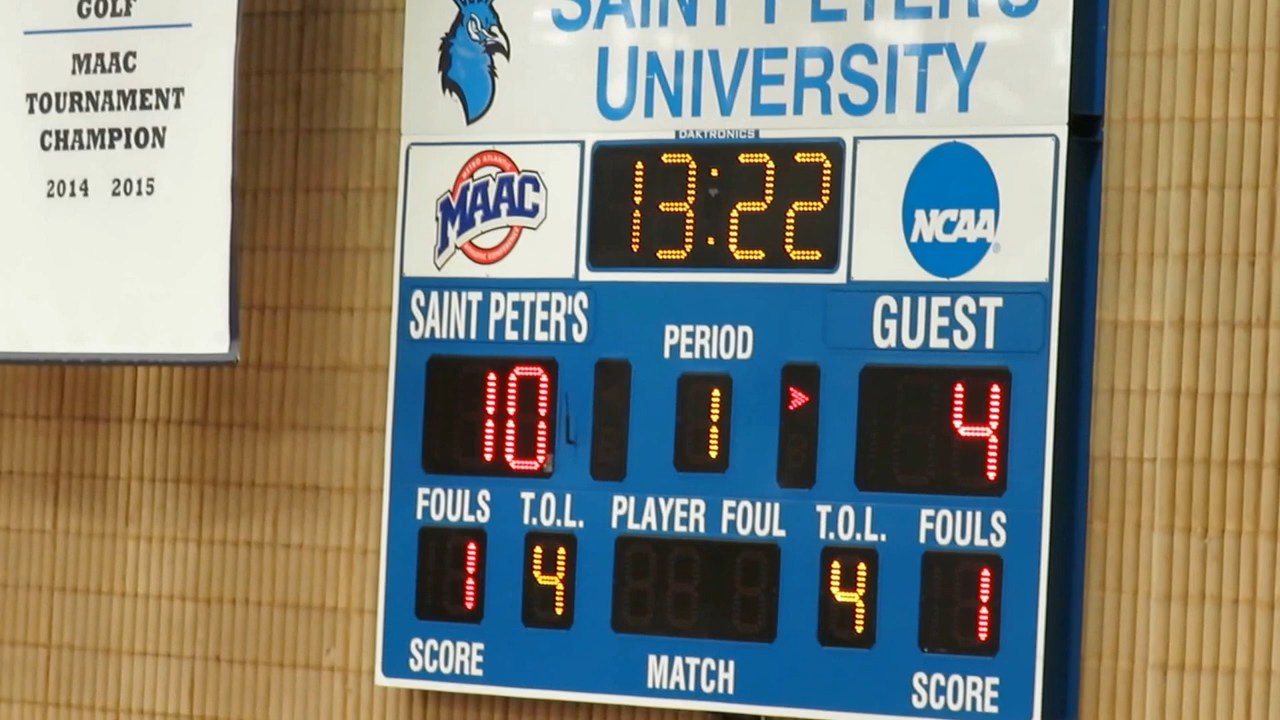 GOLF
MAAC
TOURNAMENT
CHAMPION
2014 2015
SAINT PETER'S
UNIVERSITY
DAKTRONICS
MAAC
13:22
NCAA
SAINT PETER'S
PERIOD
GUEST
10
1
4
FOULS T.O.L. PLAYER FOUL T.O.L. FOULS
1 4 4 1
SCORE MATCH SCORE